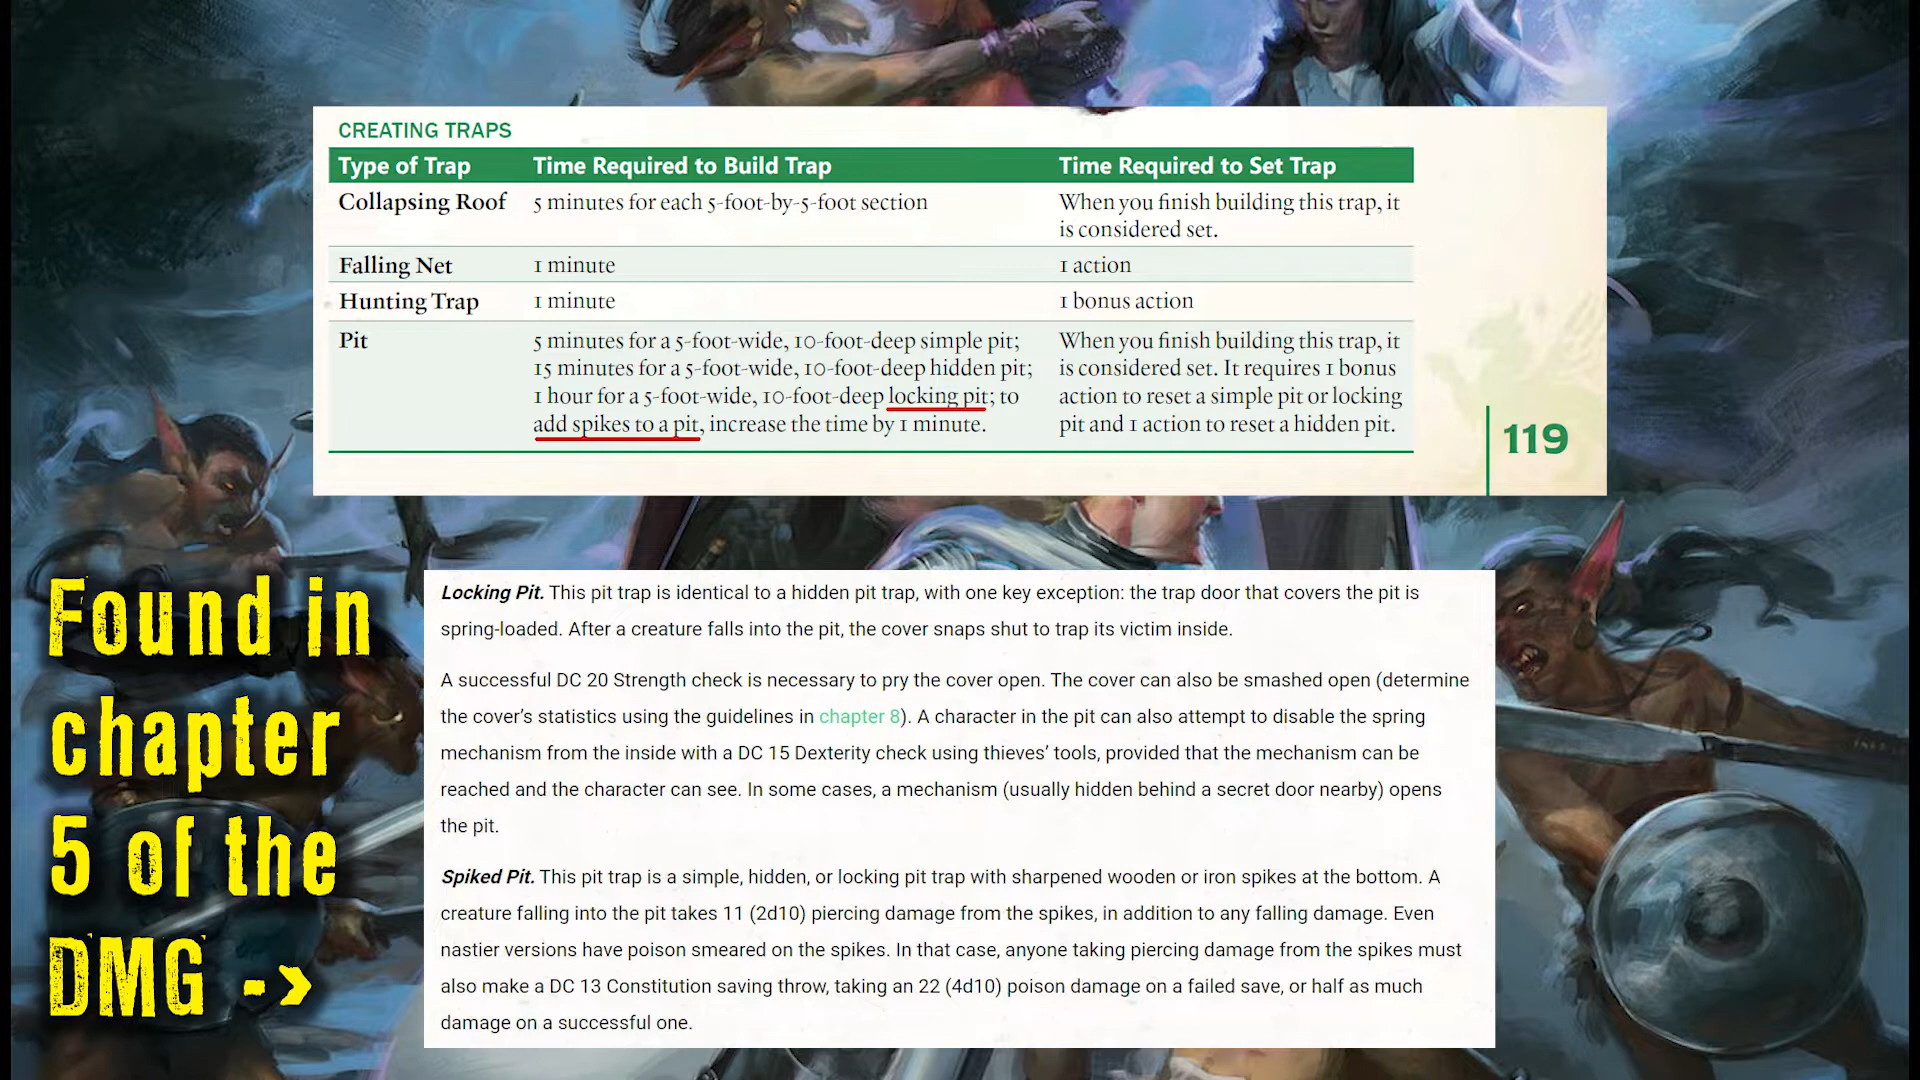 CREATING TRAPS
Type of Trap Time Required to Build Trap Time Required to Set Trap
Collapsing Roof 5 minutes for each 5-foot-by-5-foot section When you finish building this trap, it
is considered set.
Falling Net 1 minute 1 action
Hunting Trap 1 minute 1 bonus action
Pit 5 minutes for a 5-foot-wide, 10-foot-deep simple pit; When you finish building this trap, it
15 minutes for a 5-foot-wide, 10-foot-deep hidden pit; is considered set. It requires 1 bonus
1 hour for a 5-foot-wide, 10-foot-deep locking pit; to action to reset a simple pit or locking
add spikes to a pit, increase the time by 1 minute. pit and 1 action to reset a hidden pit.
119
Found in
chapter
5 of the
DMG ->
Locking Pit. This pit trap is identical to a hidden pit trap, with one key exception: the trap door that covers the pit is
spring-loaded. After a creature falls into the pit, the cover snaps shut to trap its victim inside.
A successful DC 20 Strength check is necessary to pry the cover open. The cover can also be smashed open (determine
the cover's statistics using the guidelines in chapter 8). A character in the pit can also attempt to disable the spring
mechanism from the inside with a DC 15 Dexterity check using thieves' tools, provided that the mechanism can be
reached and the character can see. In some cases, a mechanism (usually hidden behind a secret door nearby) opens
the pit.
Spiked Pit. This pit trap is a simple, hidden, or locking pit trap with sharpened wooden or iron spikes at the bottom. A
creature falling into the pit takes 11 (2d10) piercing damage from the spikes, in addition to any falling damage. Even
nastier versions have poison smeared on the spikes. In that case, anyone taking piercing damage from the spikes must
also make a DC 13 Constitution saving throw, taking an 22 (4d10) poison damage on a failed save, or half as much
damage on a successful one.